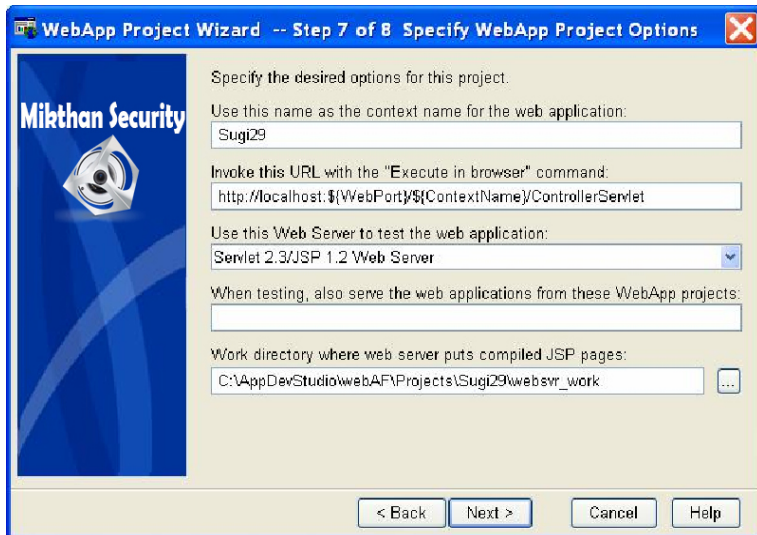 WebApp Project Wizard -- Step 7 of 8 Specify WebApp Project Options
Mikthan Security
Specify the desired options for this project.
Use this name as the context name for the web application:
Sugi29
Invoke this URL with the "Execute in browser" command:
http://localhost:${WebPort}/${ContextName}/ControllerServlet
Use this Web Server to test the web application:
Servlet 2.3/JSP 1.2 Web Server
When testing, also serve the web applications from these WebApp projects:
Work directory where web server puts compiled JSP pages:
C:\AppDevStudio\webAF\Projects\Sugi29\websvr_work
...
< Back Next > Cancel Help